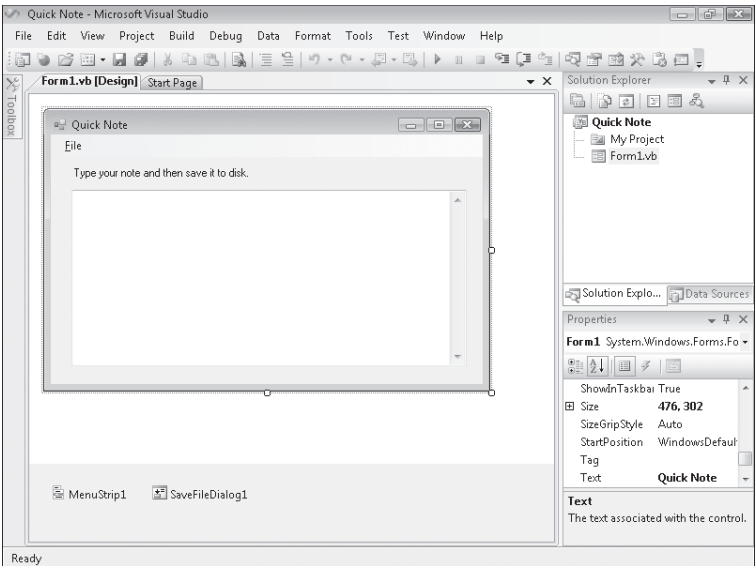 Quick Note - Microsoft Visual Studio
File Edit View Project Build Debug Data Format Tools Test Window Help
Toolbox
Form1.vb [Design] Start Page
Quick Note
File
Type your note and then save it to disk.
MenuStrip1 SaveFileDialog1
Solution Explorer
Quick Note
My Project
Form1.vb
Solution Explo... Data Sources
Properties
Form1 System.Windows.Forms.Fo
ShowInTaskbar True
Size 476, 302
SizeGripStyle Auto
StartPosition WindowsDefault
Tag
Text Quick Note
Text
The text associated with the control.
Ready